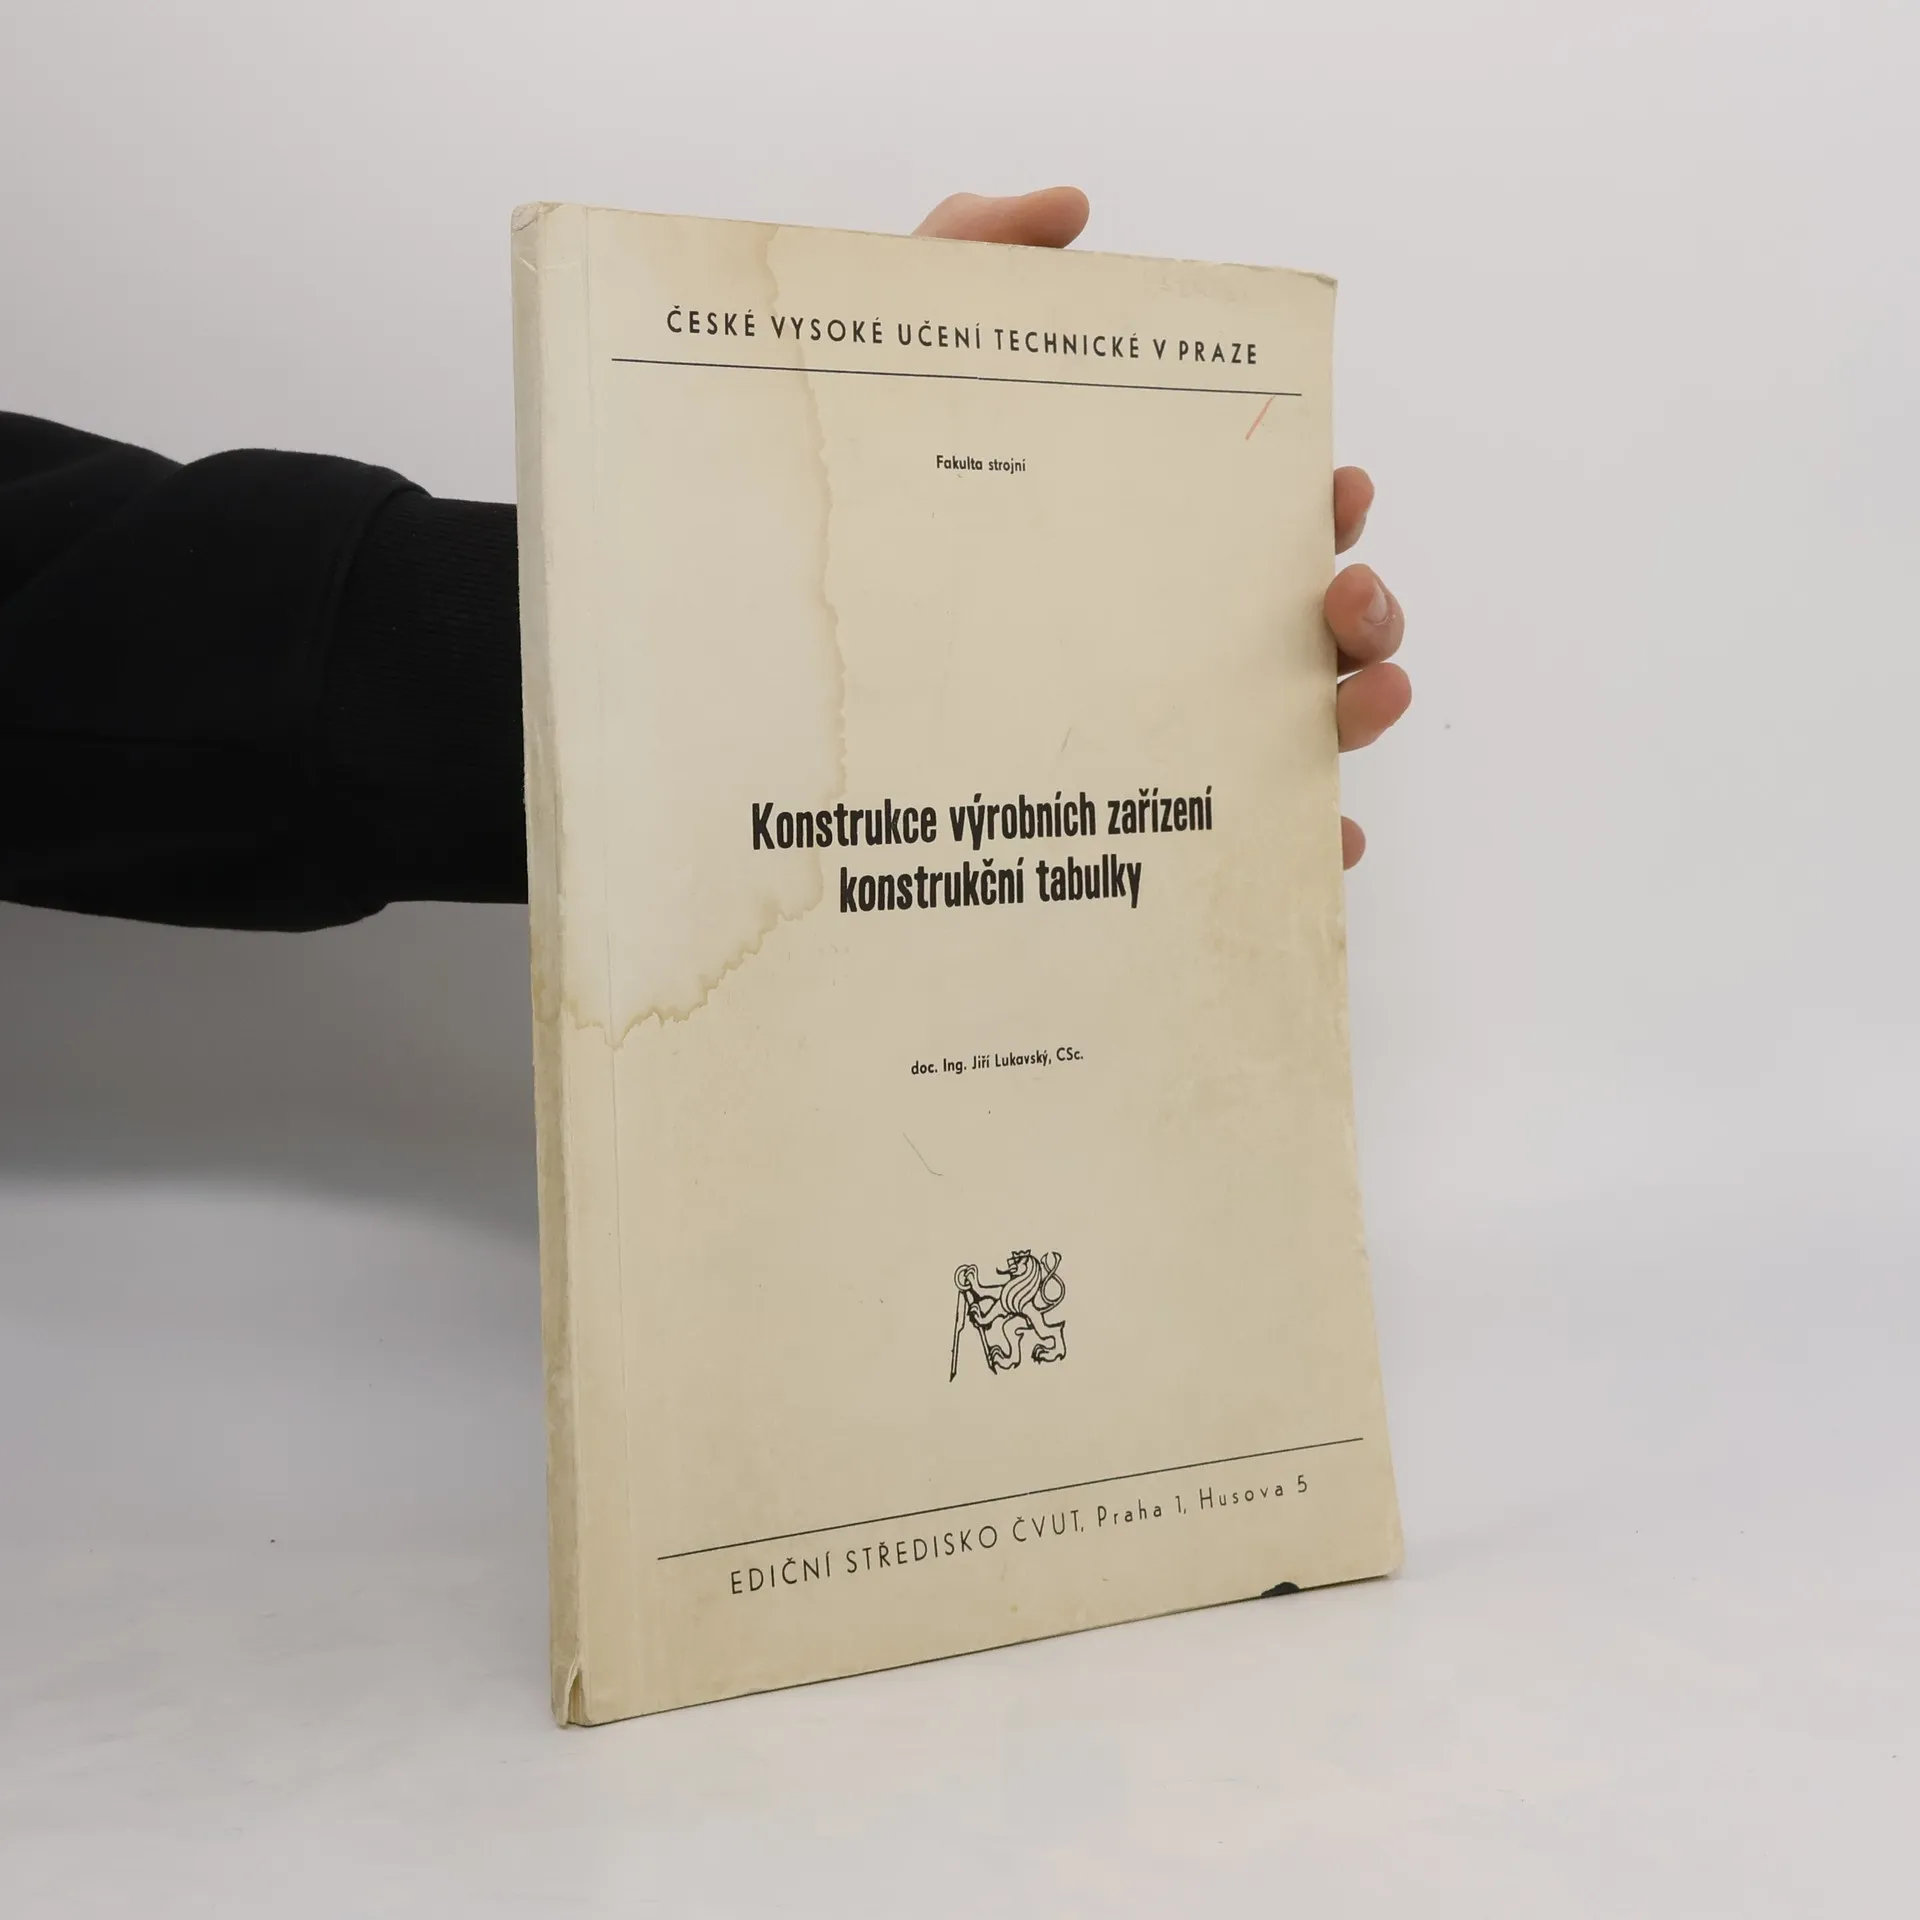 ČESKÉ VYSOKÉ UČENÍ TECHNICKÉ V PRAZE
Fakulta strojní
Konstrukce výrobních zařízení
konstrukční tabulky
doc. Ing. Jiří Lukavský, CSc.
EDIČNÍ STŘEDISKO ČVUT, Praha 1, Husova 5